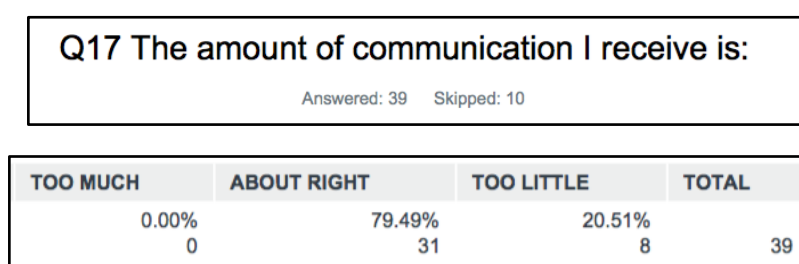 Q17 The amount of communication I receive is:
Answered: 39 Skipped: 10
TOO MUCH ABOUT RIGHT TOO LITTLE TOTAL
0.00% 79.49% 20.51%
0 31 8 39